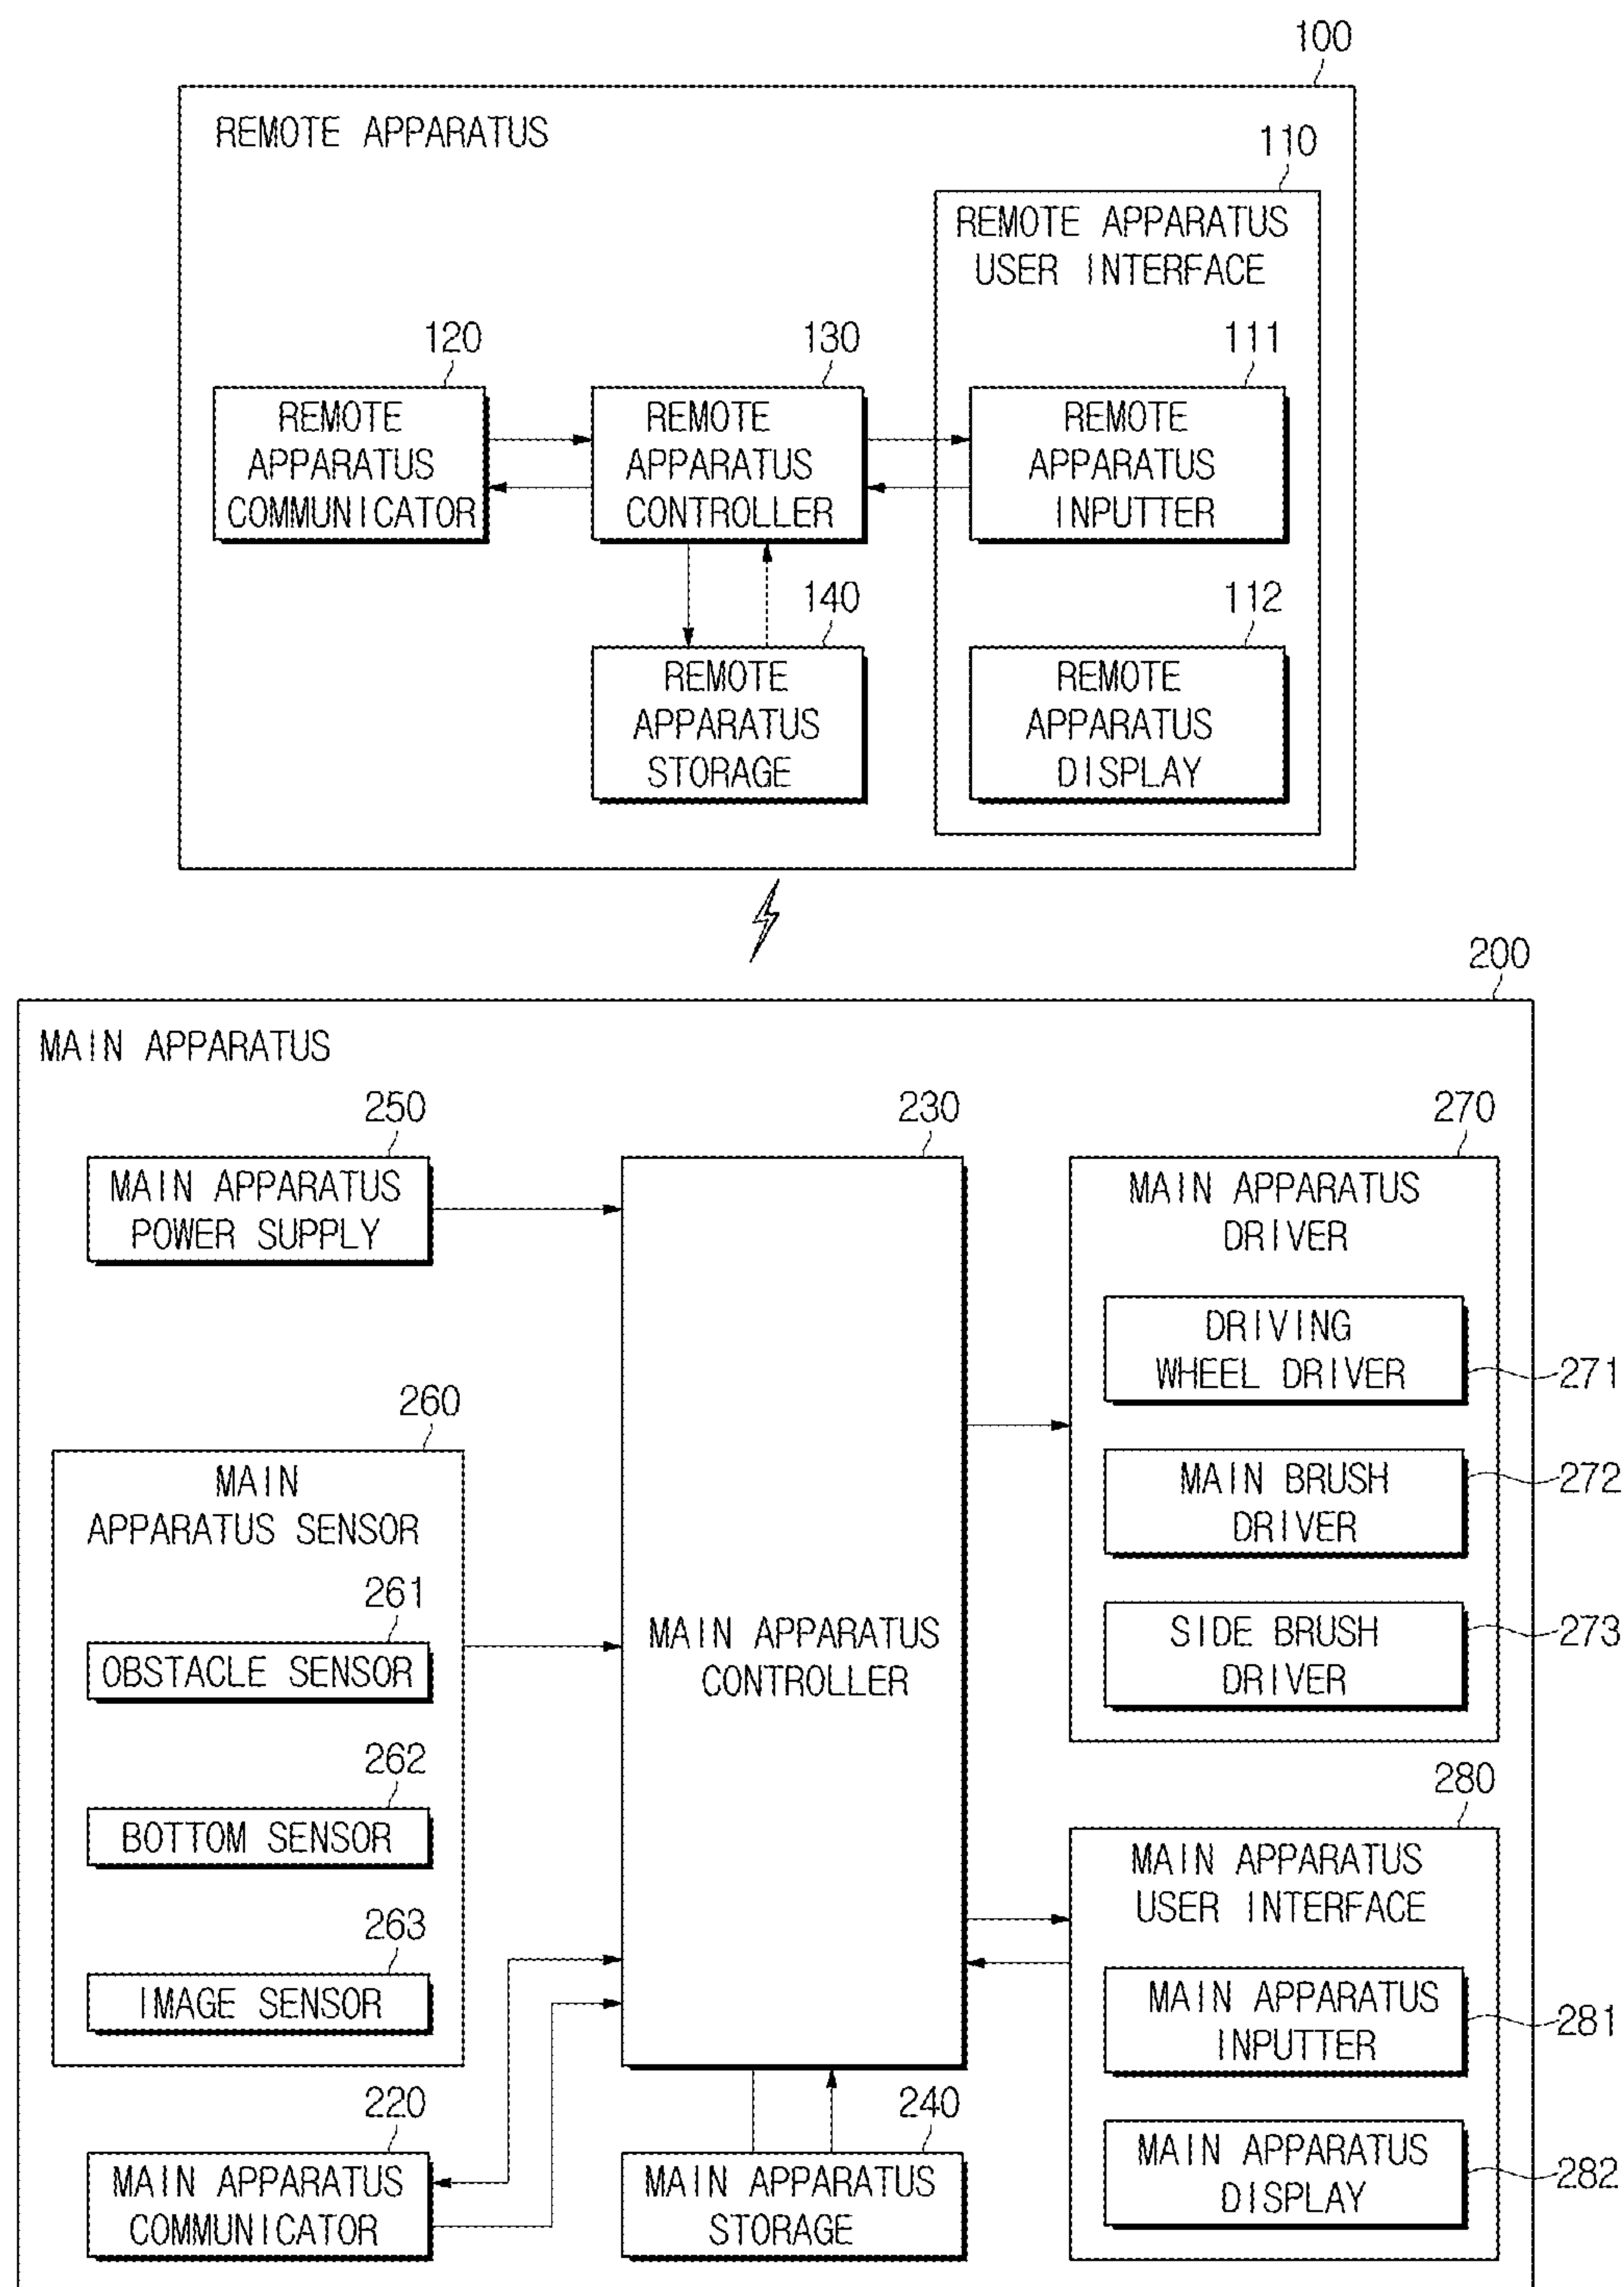 100
REMOTE APPARATUS
110
REMOTE APPARATUS
USER INTERFACE
120
130
111
REMOTE
APPARATUS
COMMUNICATOR
REMOTE
APPARATUS
CONTROLLER
REMOTE
APPARATUS
INPUTTER
140
112
REMOTE
APPARATUS
STORAGE
REMOTE
APPARATUS
DISPLAY
200
MAIN APPARATUS
250
230
270
MAIN APPARATUS
POWER SUPPLY
MAIN APPARATUS
DRIVER
DRIVING
WHEEL DRIVER
271
260
MAIN
APPARATUS SENSOR
MAIN BRUSH
DRIVER
272
261
OBSTACLE SENSOR
MAIN APPARATUS
CONTROLLER
SIDE BRUSH
DRIVER
273
262
BOTTOM SENSOR
280
MAIN APPARATUS
USER INTERFACE
263
IMAGE SENSOR
MAIN APPARATUS
INPUTTER
281
220
240
MAIN APPARATUS
COMMUNICATOR
MAIN APPARATUS
STORAGE
MAIN APPARATUS
DISPLAY
282